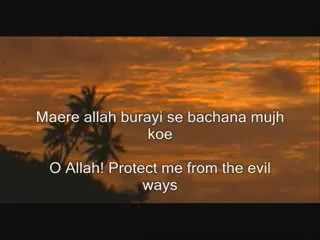 Maere allah burayi se bachana mujh
koe
O Allah! Protect me from the evil
ways